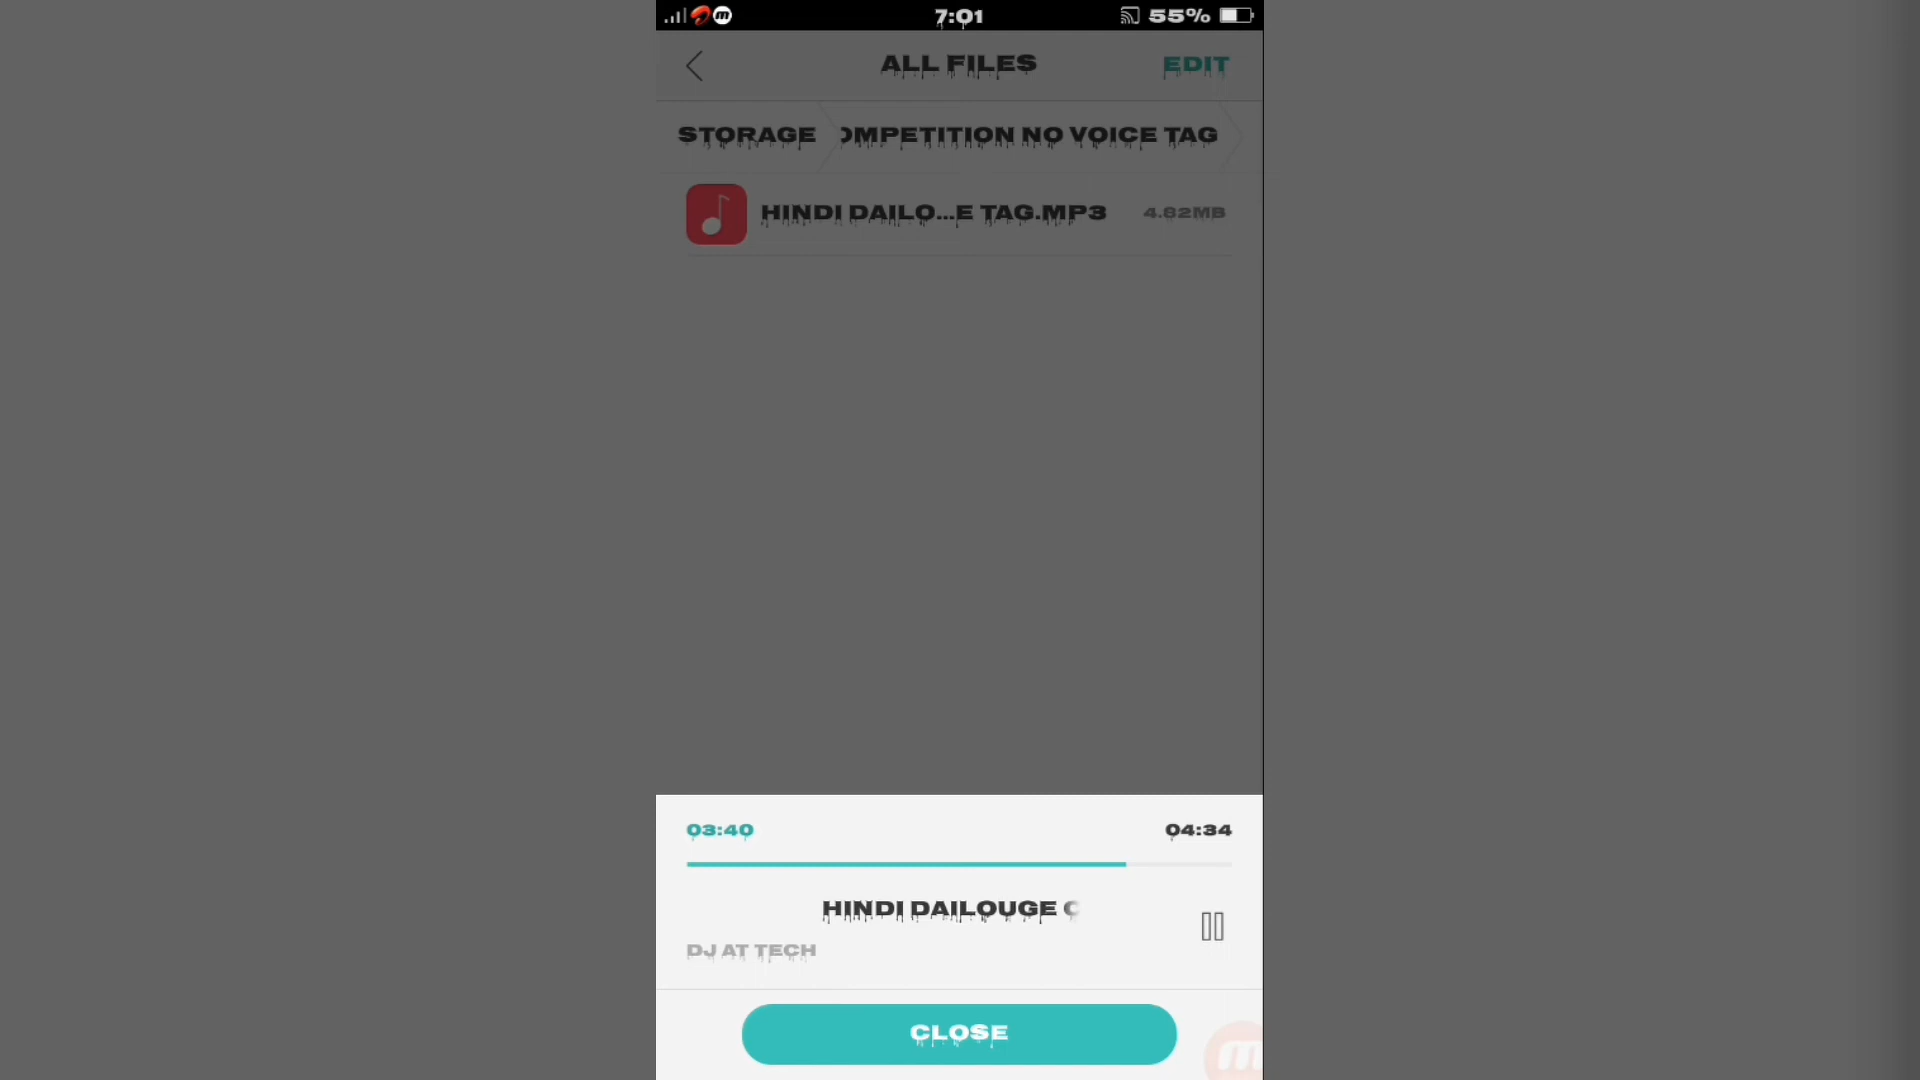 7:01 55%
ALL FILES EDIT
STORAGE OMPETITION NO VOICE TAG
HINDI DAILO...E TAG.MP3 4.82MB
03:40 04:34
HINDI DAILOUGE C
DJ AT TECH
CLOSE